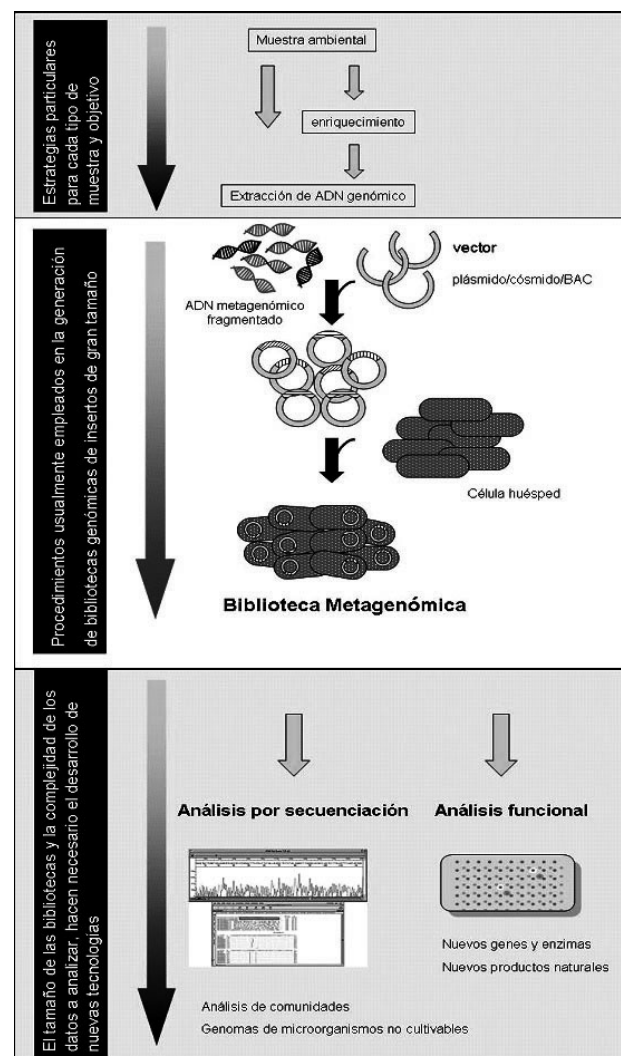 Estrategias particulares
para cada tipo de
muestra y objetivo
Muestra ambiental
enriquecimiento
Extracción de ADN genómico
Procedimientos usualmente empleados en la generación
de bibliotecas genómicas de insertos de gran tamaño
vector
plásmido/cósmido/BAC
ADN metagenómico
fragmentado
Célula huésped
Biblioteca Metagenómica
El tamaño de las bibliotecas y la complejidad de los
datos a analizar, hacen necesario el desarrollo de
nuevas tecnologías
Análisis por secuenciación
Análisis funcional
Nuevos genes y enzimas
Nuevos productos naturales
Análisis de comunidades
Genomas de microorganismos no cultivables